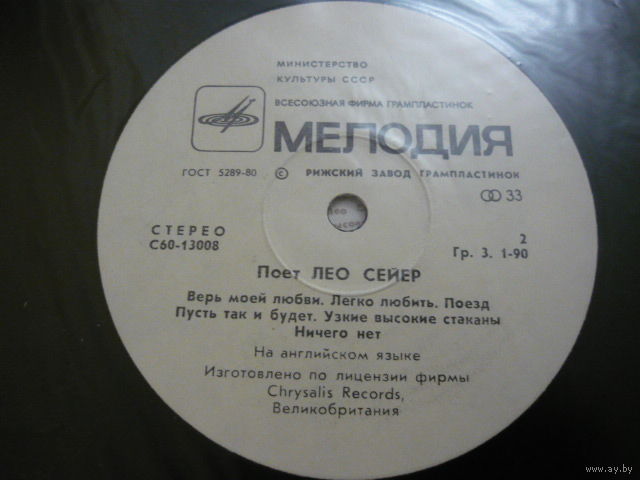 МИНИСТЕРСТВО
КУЛЬТУРЫ СССР
ВСЕСОЮЗНАЯ ФИРМА ГРАМПЛАСТИНОК
МЕЛОДИЯ
ГОСТ 5289-80 © РИЖСКИЙ ЗАВОД ГРАМПЛАСТИНОК
33
СТЕРЕО
С60-13008
2
Гр. 3. 1-90
Поет ЛЕО СЕЙЕР
Верь моей любви. Легко любить. Поезд
Пусть так и будет. Узкие высокие стаканы
Ничего нет
На английском языке
Изготовлено по лицензии фирмы
Chrysalis Records,
Великобритания
www.ay.by